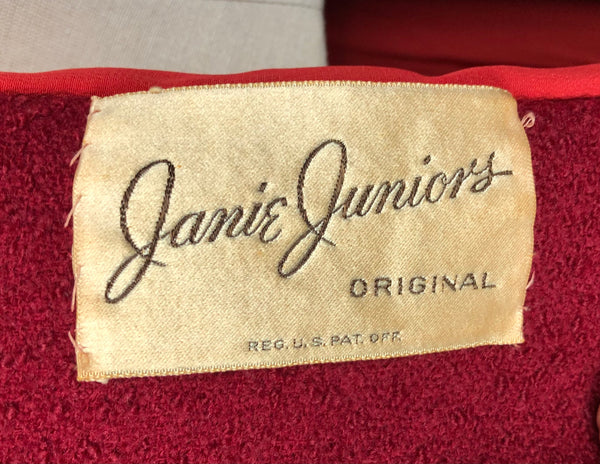 Janie Juniors
ORIGINAL
REG. U. S. PAT. OFF.